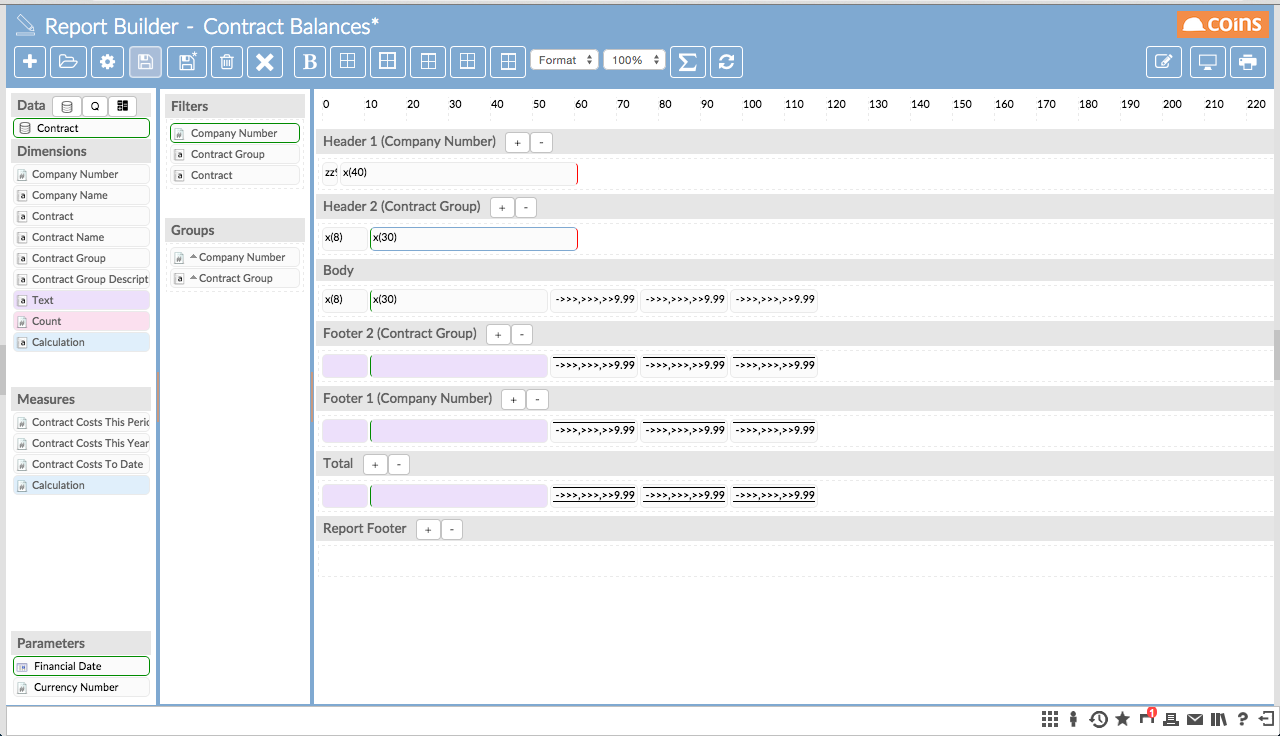 Report Builder - Contract Balances*
coins
B
Format
100%
Σ
Data
Q
Contract
Dimensions
# Company Number
a Company Name
a Contract
a Contract Name
a Contract Group
a Contract Group Descript
a Text
# Count
a Calculation
Measures
# Contract Costs This Peri
# Contract Costs This Year
# Contract Costs To Date
# Calculation
Parameters
Financial Date
# Currency Number
Filters
# Company Number
a Contract Group
a Contract
Groups
# Company Number
a Contract Group
0 10 20 30 40 50 60 70 80 90 100 110 120 130 140 150 160 170 180 190 200 210 220
Header 1 (Company Number) + -
zz x(40)
Header 2 (Contract Group) + -
x(8) x(30)
Body
x(8) x(30) ->>>,>>>,>>9.99 ->>>,>>>,>>9.99 ->>>,>>>,>>9.99
Footer 2 (Contract Group) + -
->>>,>>>,>>9.99 ->>>,>>>,>>9.99 ->>>,>>>,>>9.99
Footer 1 (Company Number) + -
->>>,>>>,>>9.99 ->>>,>>>,>>9.99 ->>>,>>>,>>9.99
Total + -
->>>,>>>,>>9.99 ->>>,>>>,>>9.99 ->>>,>>>,>>9.99
Report Footer + -
1
?